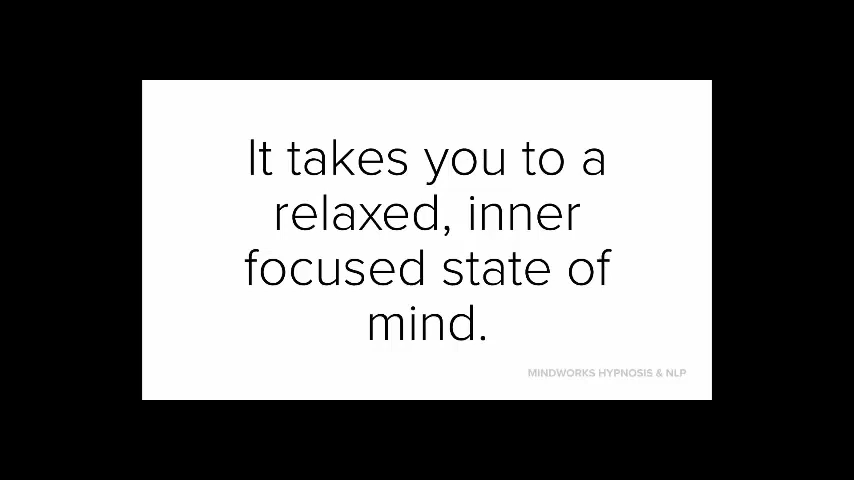 It takes you to a
relaxed, inner
focused state of
mind.
MINDWORKS HYPNOSIS & NLP